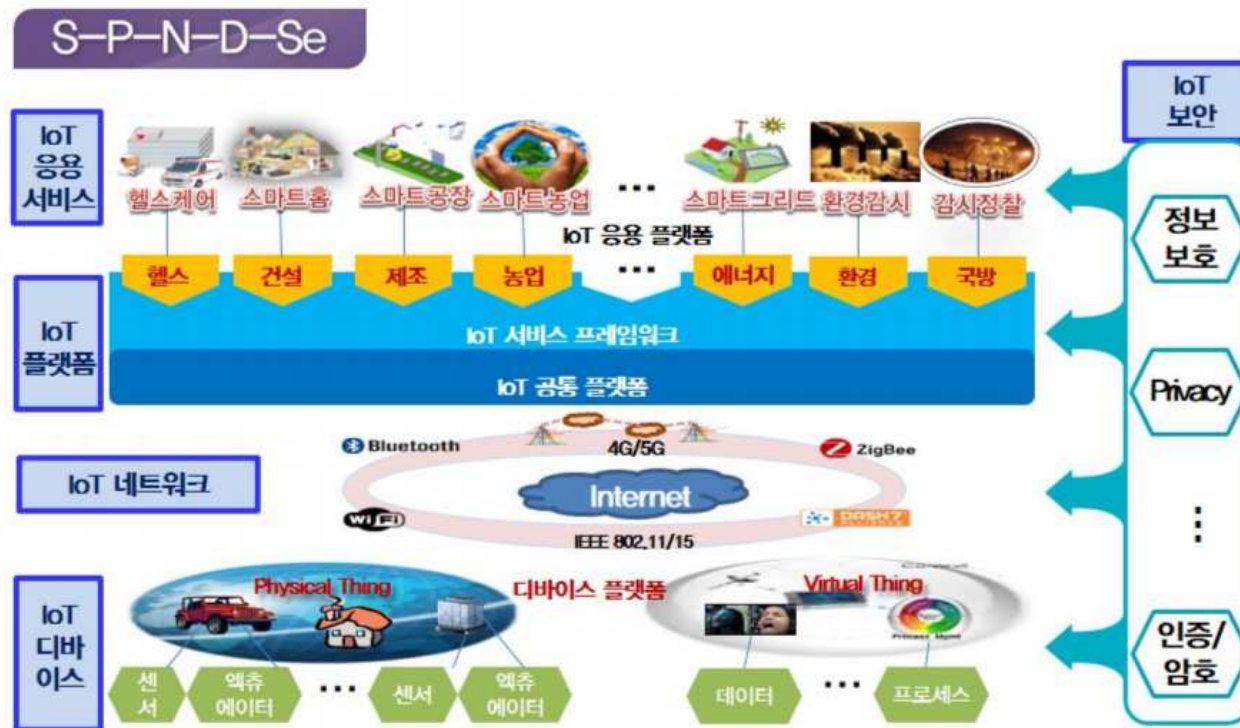 S-P-N-D-Se
IoT
응용
서비스
헬스케어
스마트홈
스마트공장
스마트농업
...
스마트그리드
환경감시
감시정찰
IoT 응용 플랫폼
IoT
플랫폼
헬스
건설
제조
농업
...
에너지
환경
국방
IoT 서비스 프레임워크
IoT 공통 플랫폼
IoT 네트워크
Bluetooth
4G/5G
ZigBee
Internet
WiFi
DASH7
ALLIANCE
IEEE 802.11/15
IoT
디바
이스
Physical Thing
디바이스 플랫폼
Virtual Thing
Process Mgmt
센
서
엑츄
에이터
...
센서
엑츄
에이터
데이터
...
프로세스
IoT
보안
정보
보호
Privacy
⋮
인증/
암호